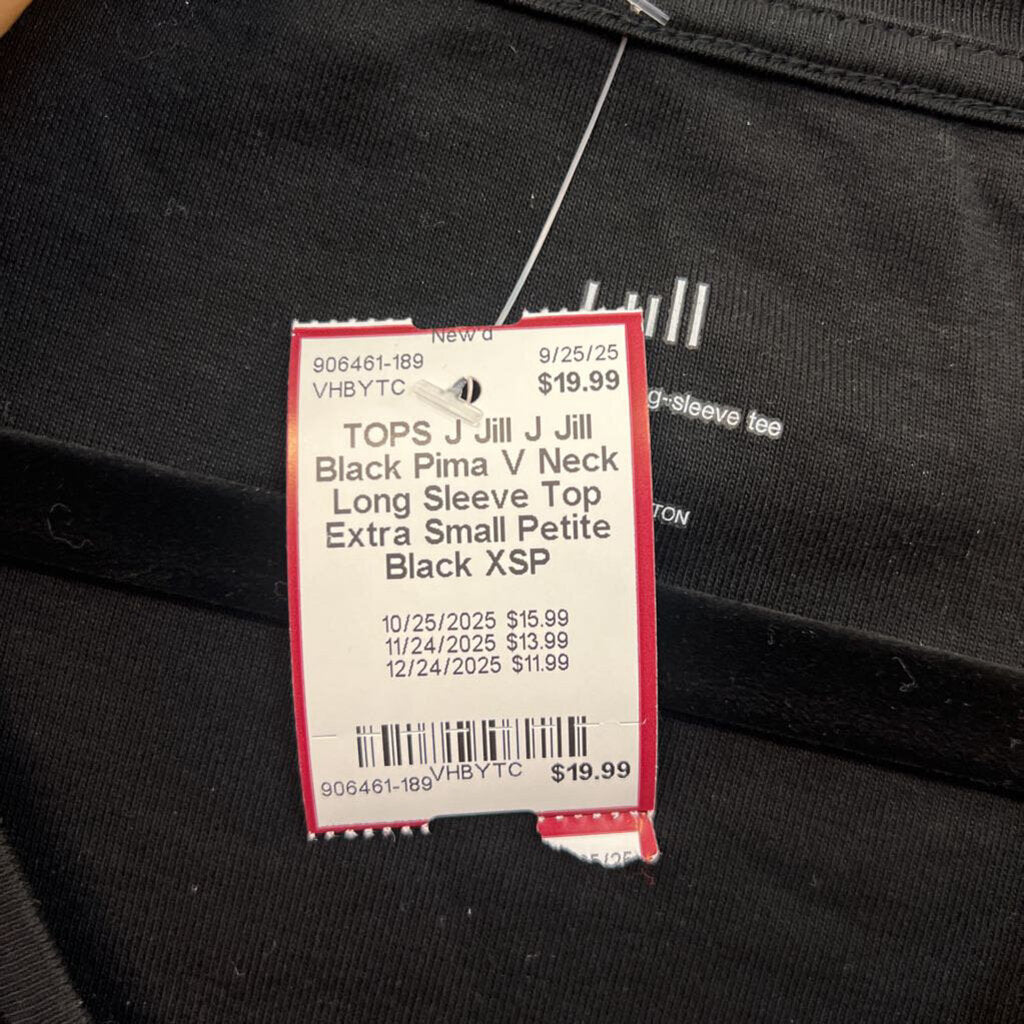 New'd
906461-189
9/25/25
VHBYTC
$19.99
TOPS J Jill J Jill
Black Pima V Neck
Long Sleeve Top
Extra Small Petite
Black XSP
10/25/2025 $15.99
11/24/2025 $13.99
12/24/2025 $11.99
906461-189
VHBYTC
$19.99
J.Jill
g-sleeve tee
TON